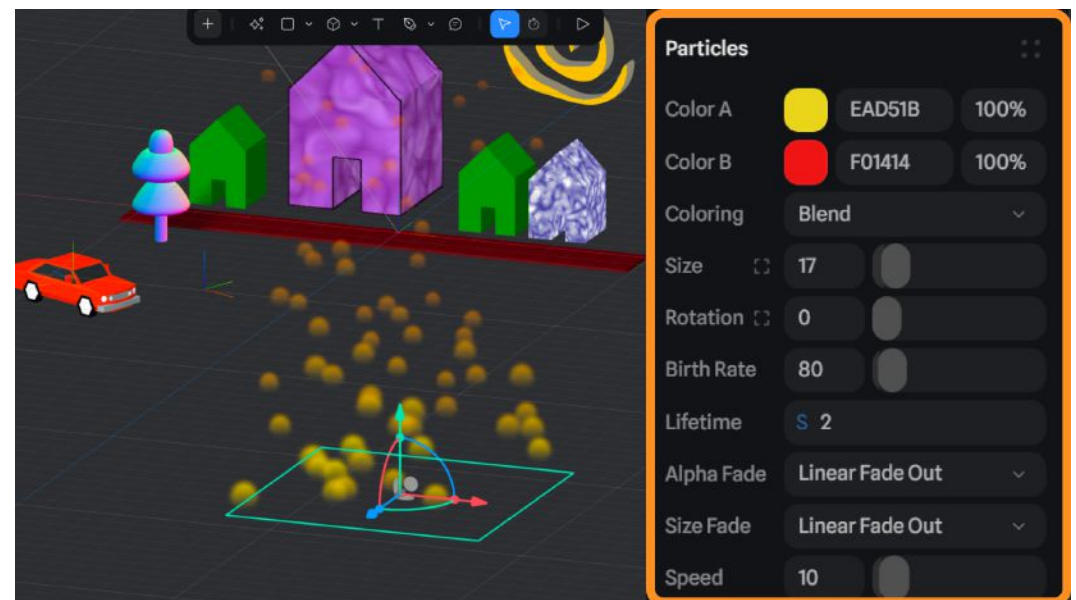 Particles
Color A EAD51B 100%
Color B F01414 100%
Coloring Blend
Size 17
Rotation 0
Birth Rate 80
Lifetime S 2
Alpha Fade Linear Fade Out
Size Fade Linear Fade Out
Speed 10